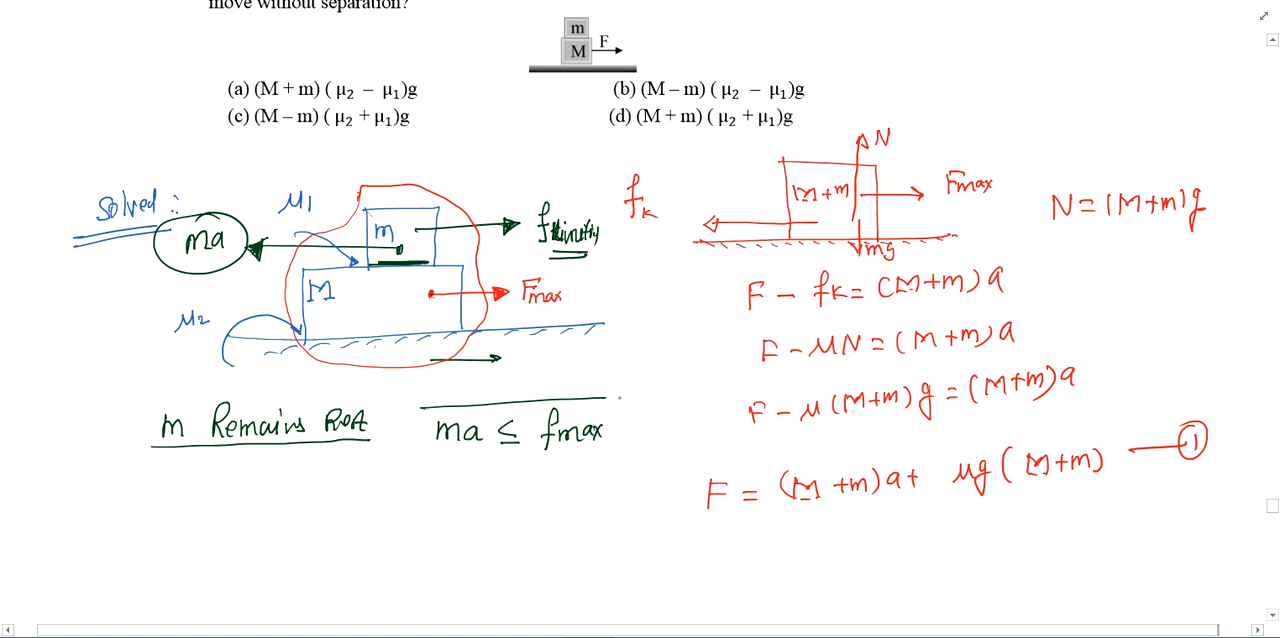 move without separation?
m
M F
(a) (M + m) ( μ₂ − μ₁)g
(b) (M – m) ( μ₂ − μ₁)g
(c) (M – m) ( μ₂ + μ₁)g
(d) (M + m) ( μ₂ + μ₁)g
Solved :
ma
μ1
m
f
M
Fmax
μ2
m Remains Rest
ma ≤ fmax
fK
N
M+m
Fmax
mg
N = (M+m)g
F - fK = (M+m)a
F - μN = (M+m)a
F - μ(M+m)g = (M+m)a
F = (M+m)a + μg(M+m) — 1